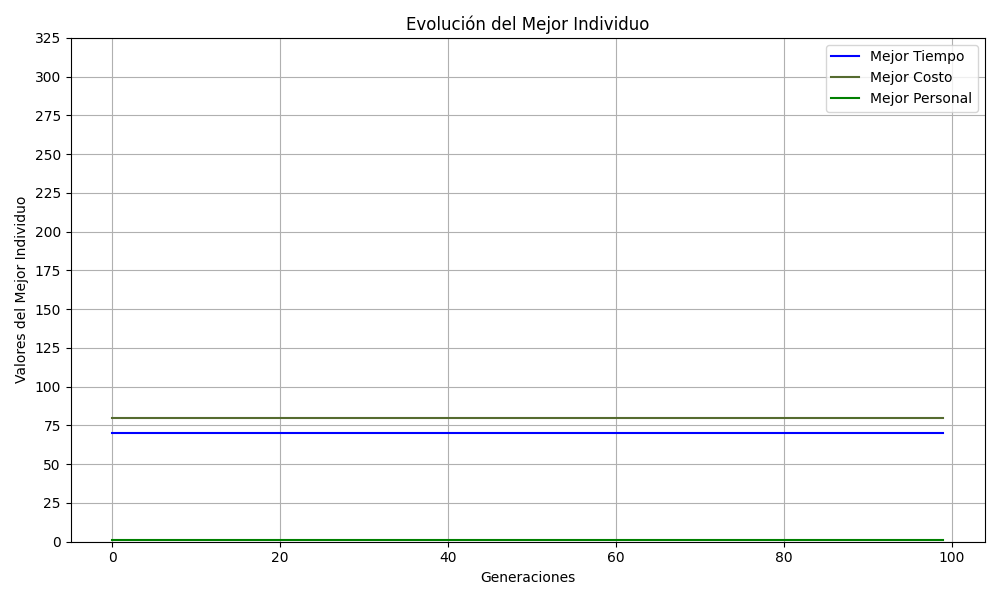 Evolución del Mejor Individuo
325
300
275
250
225
200
175
150
125
100
75
50
25
0
Valores del Mejor Individuo
Mejor Tiempo
Mejor Costo
Mejor Personal
0 20 40 60 80 100
Generaciones